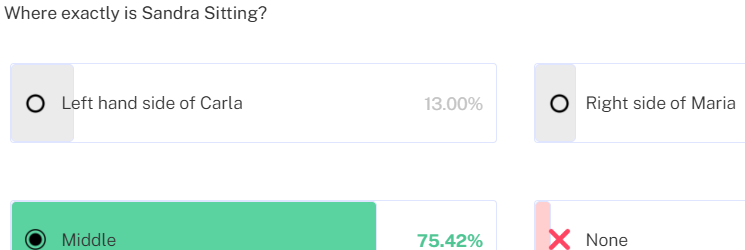 Where exactly is Sandra Sitting?
Left hand side of Carla 13.00%
Right side of Maria
Middle 75.42%
None